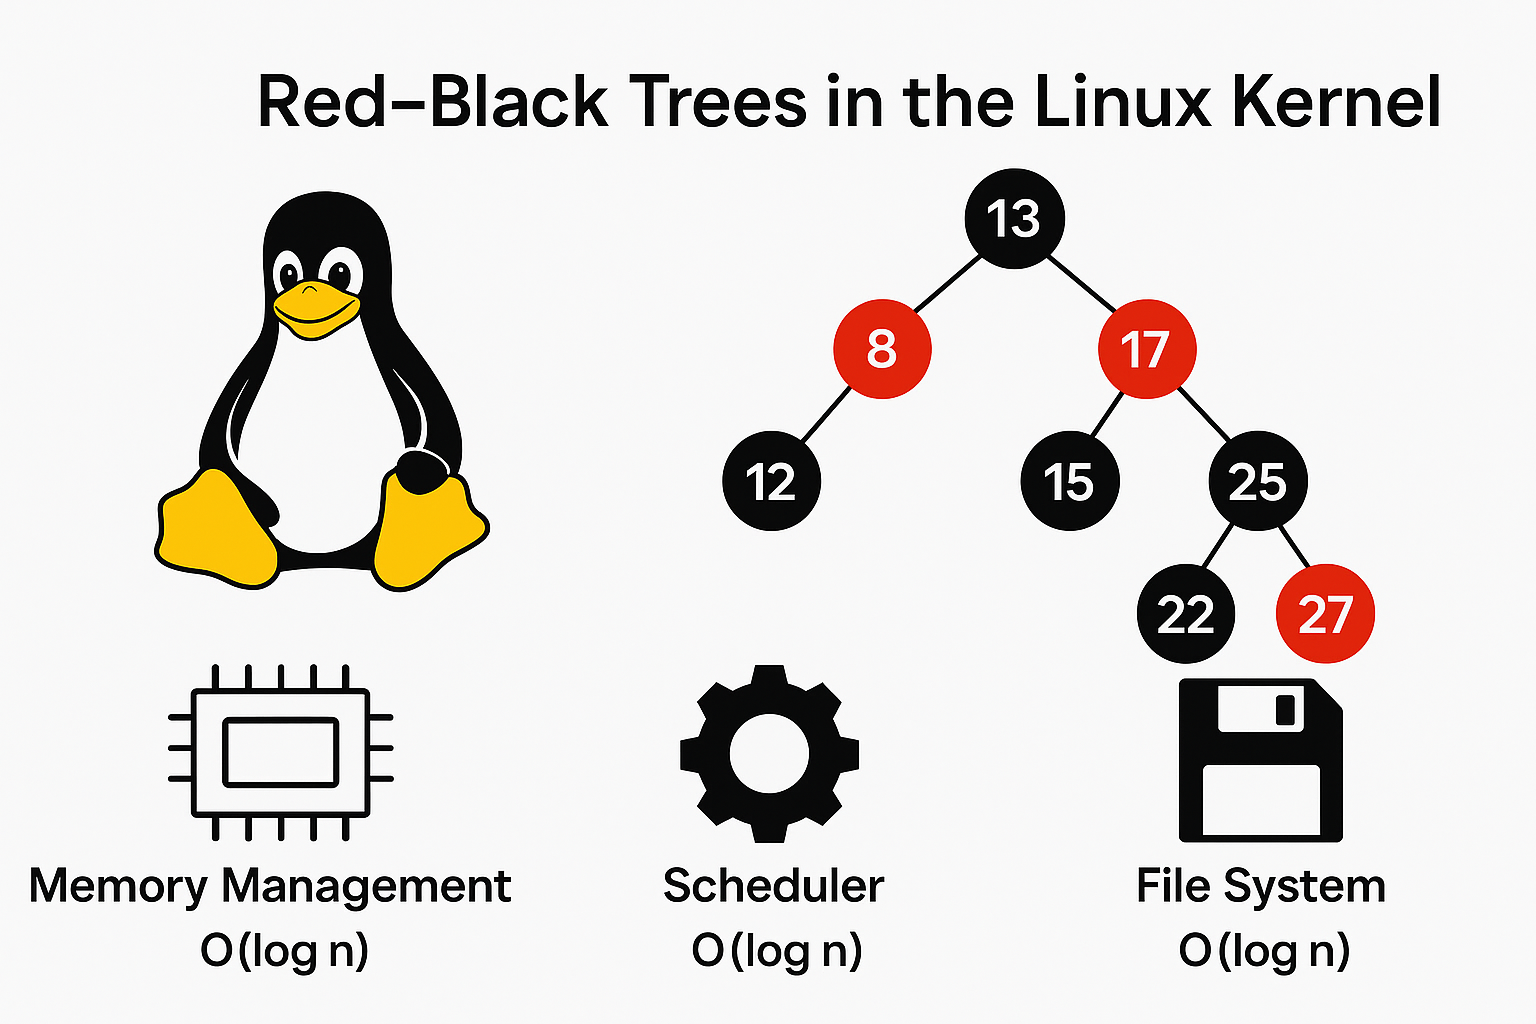 Red–Black Trees in the Linux Kernel
13
8 17
12 15 25
22 27
Memory Management Scheduler File System
O(log n) O(log n) O(log n)